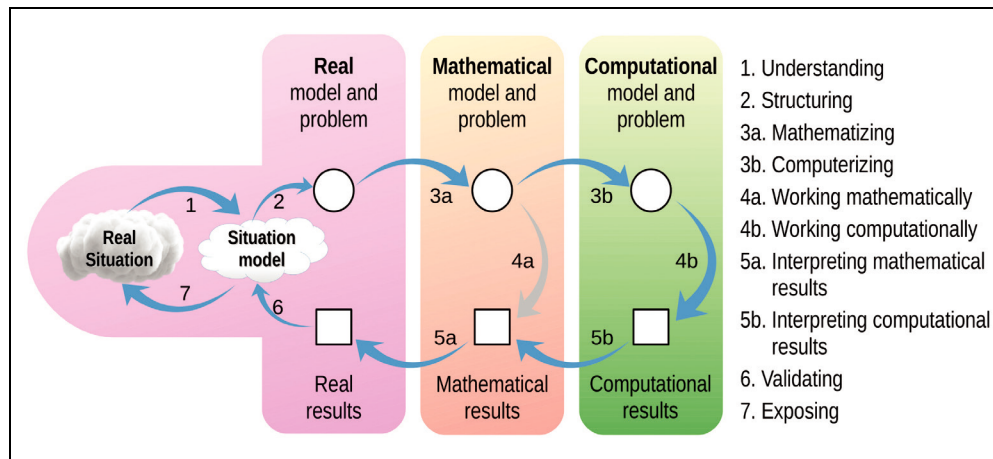 Real
model and
problem
Mathematical
model and
problem
Computational
model and
problem
1
2
3a
3b
Real
Situation
Situation
model
4a
4b
7
6
5a
5b
Real
results
Mathematical
results
Computational
results
1. Understanding
2. Structuring
3a. Mathematizing
3b. Computerizing
4a. Working mathematically
4b. Working computationally
5a. Interpreting mathematical
results
5b. Interpreting computational
results
6. Validating
7. Exposing